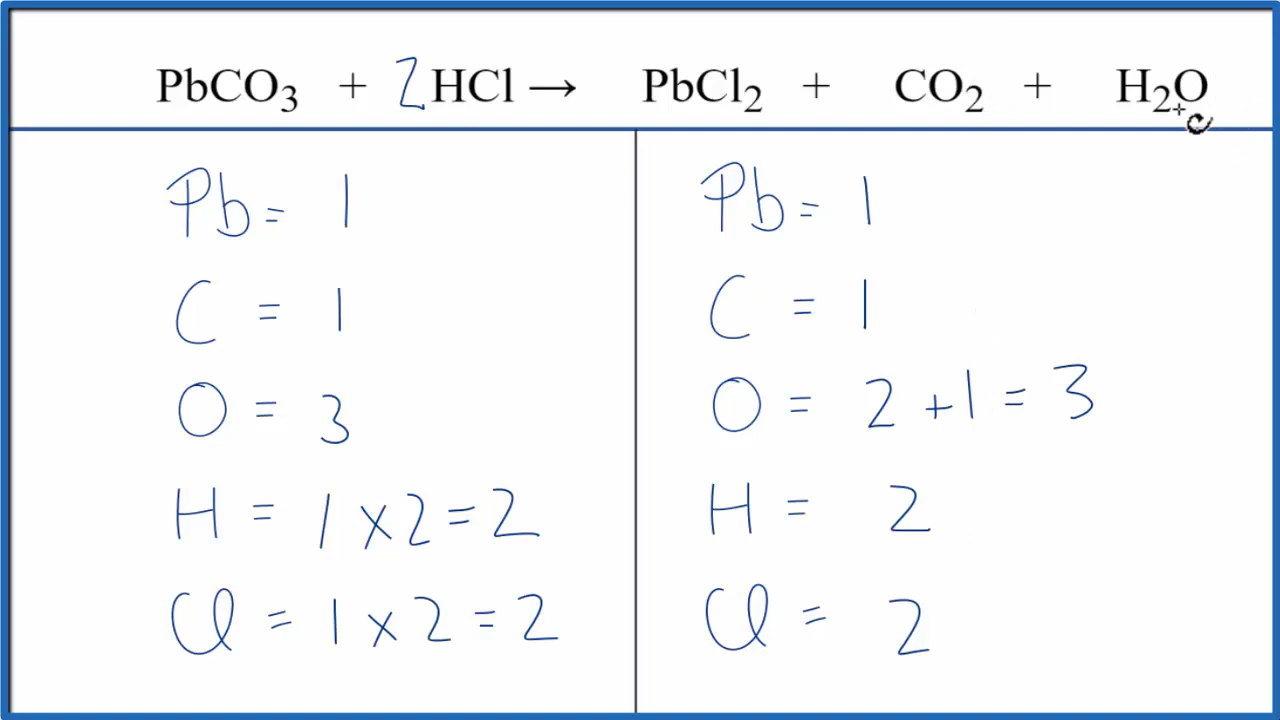 PbCO₃ + 2HCl → PbCl₂ + CO₂ + H₂O
Pb = 1
C = 1
O = 3
H = 1 x 2 = 2
Cl = 1 x 2 = 2
Pb = 1
C = 1
O = 2 + 1 = 3
H = 2
Cl = 2